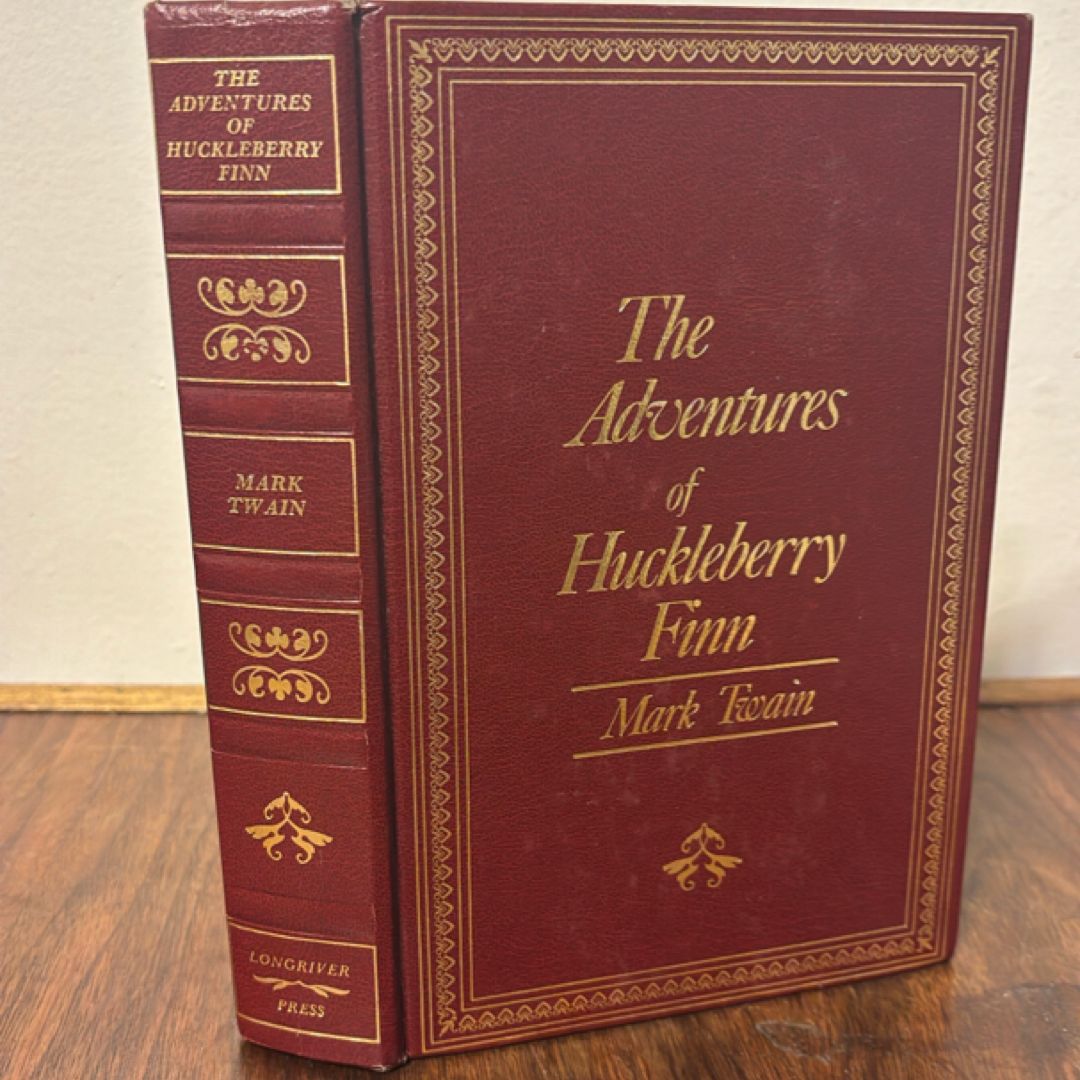 THE
ADVENTURES
OF
HUCKLEBERRY
FINN
MARK
TWAIN
LONGRIVER
PRESS
The
Adventures
of
Huckleberry
Finn
Mark Twain